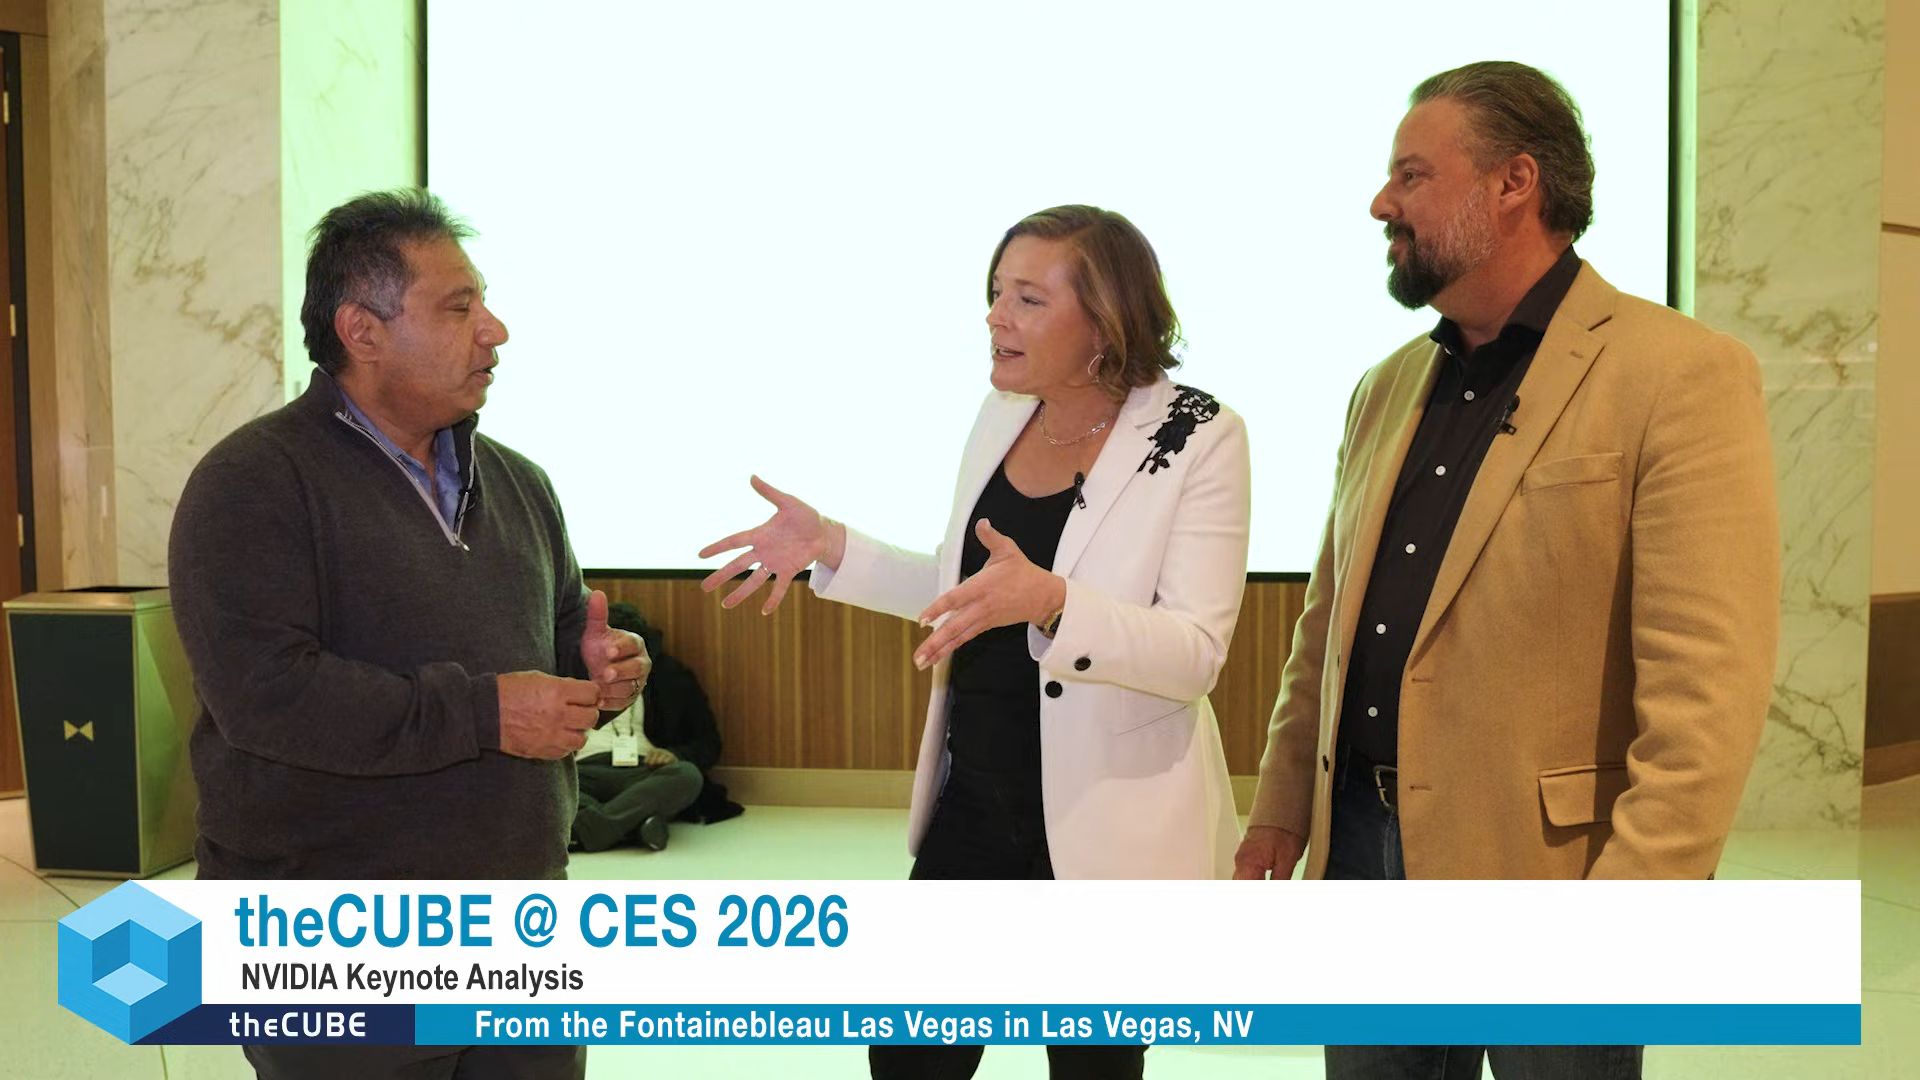 theCUBE @ CES 2026
NVIDIA Keynote Analysis
theCUBE
From the Fontainebleau Las Vegas in Las Vegas, NV